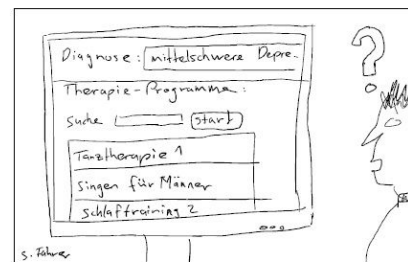 Diagnose: mittelschwere Depre..
Therapie-Programme:
Suche start
Tanztherapie 1
Singen für Männer
Schlaftraining 2
?
S. Fahrer